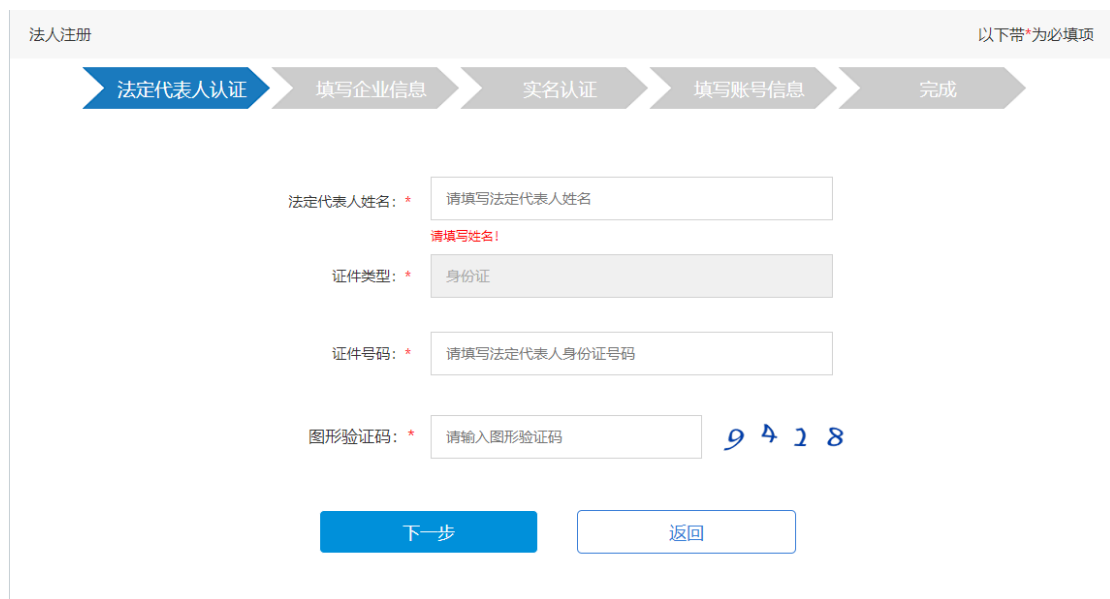 法人注册 以下带*为必填项
法定代表人认证 填写企业信息 实名认证 填写账号信息 完成
法定代表人姓名：* 请填写法定代表人姓名
请填写姓名！
证件类型：* 身份证
证件号码：* 请填写法定代表人身份证号码
图形验证码：* 请输入图形验证码 9428
下一步 返回